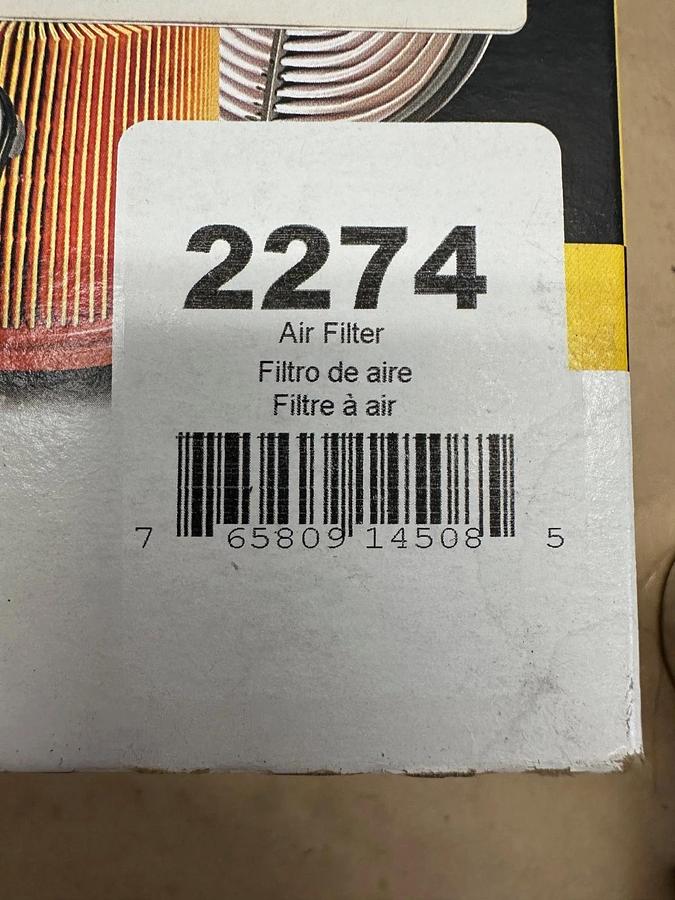 2274
Air Filter
Filtro de aire
Filtre à air
7 65809 14508 5